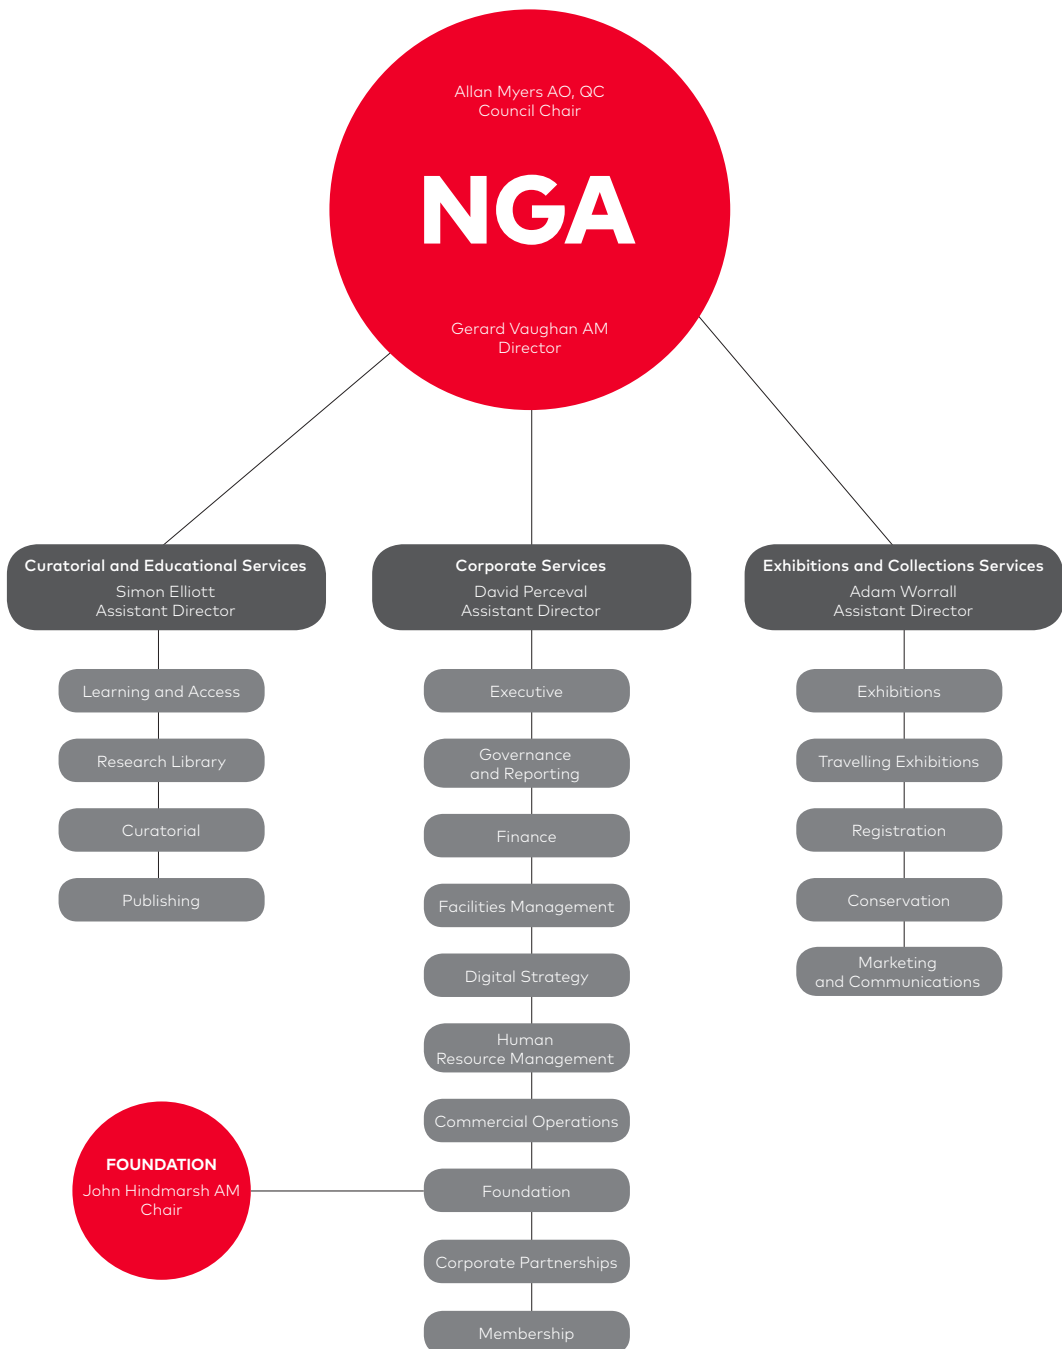 Allan Myers AO, QC
Council Chair
NGA
Gerard Vaughan AM
Director
Curatorial and Educational Services
Simon Elliott
Assistant Director
Learning and Access
Research Library
Curatorial
Publishing
Corporate Services
David Perceval
Assistant Director
Executive
Governance
and Reporting
Finance
Facilities Management
Digital Strategy
Human
Resource Management
Commercial Operations
Foundation
Corporate Partnerships
Membership
FOUNDATION
John Hindmarsh AM
Chair
Exhibitions and Collections Services
Adam Worrall
Assistant Director
Exhibitions
Travelling Exhibitions
Registration
Conservation
Marketing
and Communications